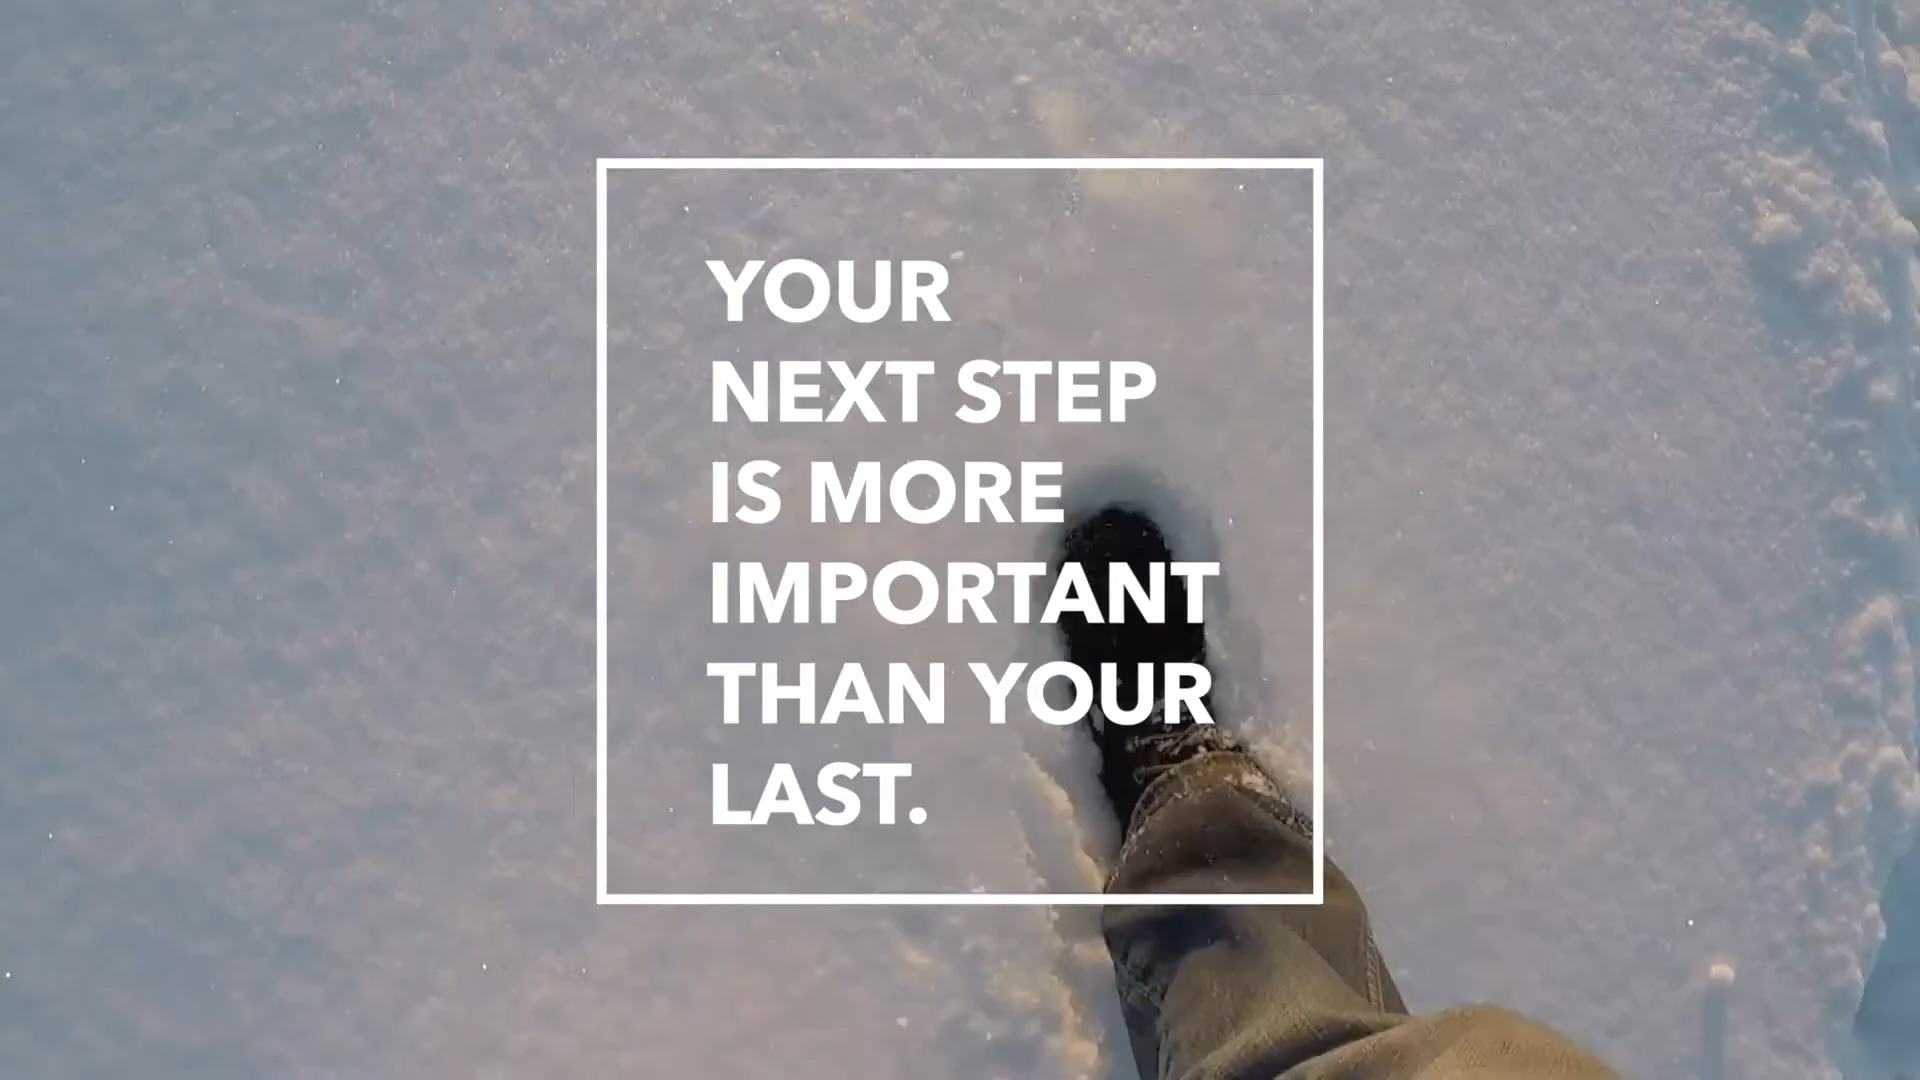 YOUR
NEXT STEP
IS MORE
IMPORTANT
THAN YOUR
LAST.